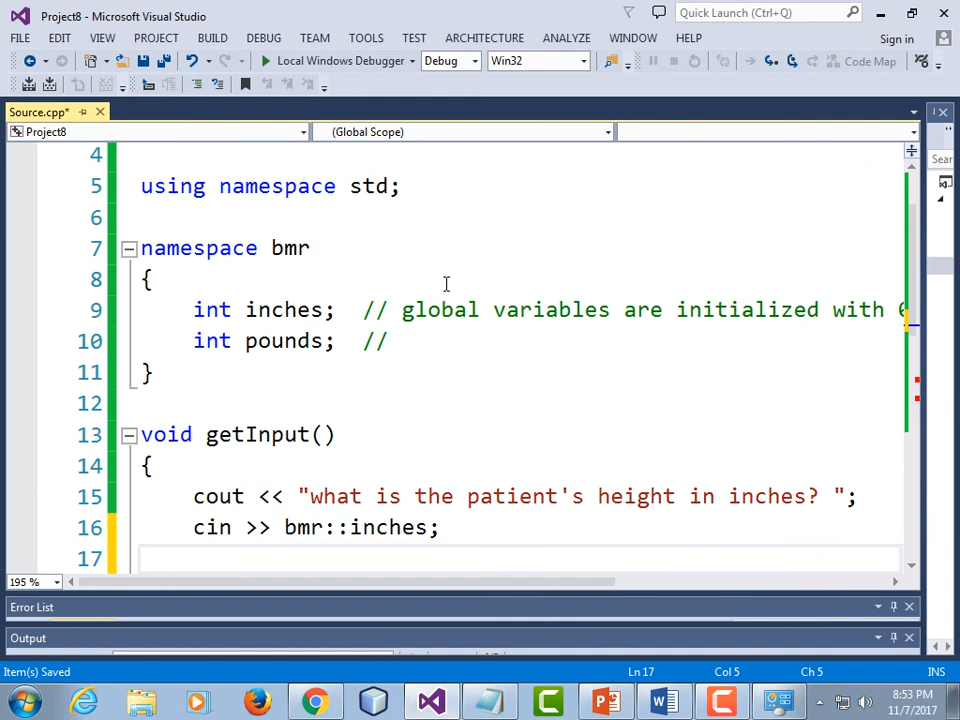 Project8 - Microsoft Visual Studio
Quick Launch (Ctrl+Q)
FILE EDIT VIEW PROJECT BUILD DEBUG TEAM TOOLS TEST ARCHITECTURE ANALYZE WINDOW HELP Sign in
Local Windows Debugger Debug Win32 Code Map
Source.cpp*
Project8 (Global Scope)
Sear
4
5 using namespace std;
6
7 namespace bmr
8 {
9 int inches; // global variables are initialized with
10 int pounds; //
11 }
12
13 void getInput()
14 {
15 cout << "what is the patient's height in inches? ";
16 cin >> bmr::inches;
17
195 %
Error List
Output
Item(s) Saved Ln 17 Col 5 Ch 5 INS
8:53 PM
11/7/2017